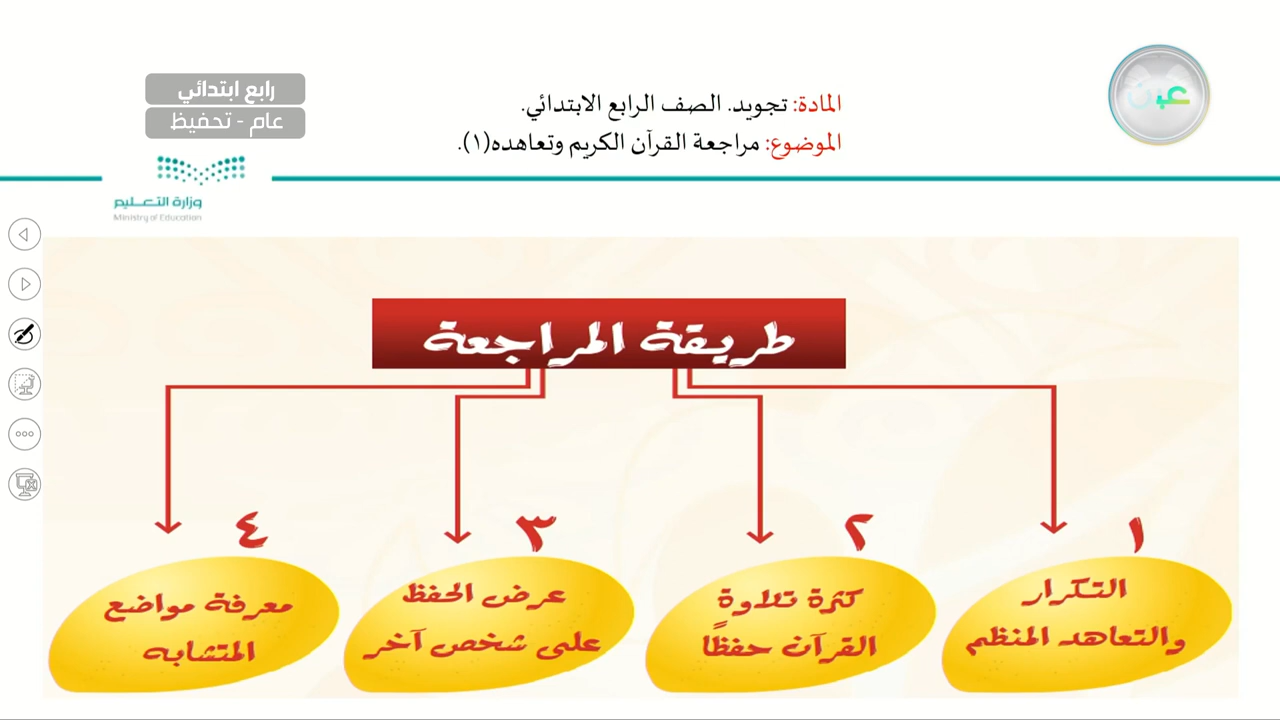 رابع ابتدائي
عام - تحفيظ
وزارة التعليم
Ministry of Education
المادة: تجويد. الصف الرابع الابتدائي.
الموضوع: مراجعة القرآن الكريم وتعاهده(١).
عين
طريقة المراجعة
١
التكرار
والتعاهد المنظم
٢
كثرة تلاوة
القرآن حفظًا
٣
عرض الحفظ
على شخص آخر
٤
معرفة مواضع
المتشابه